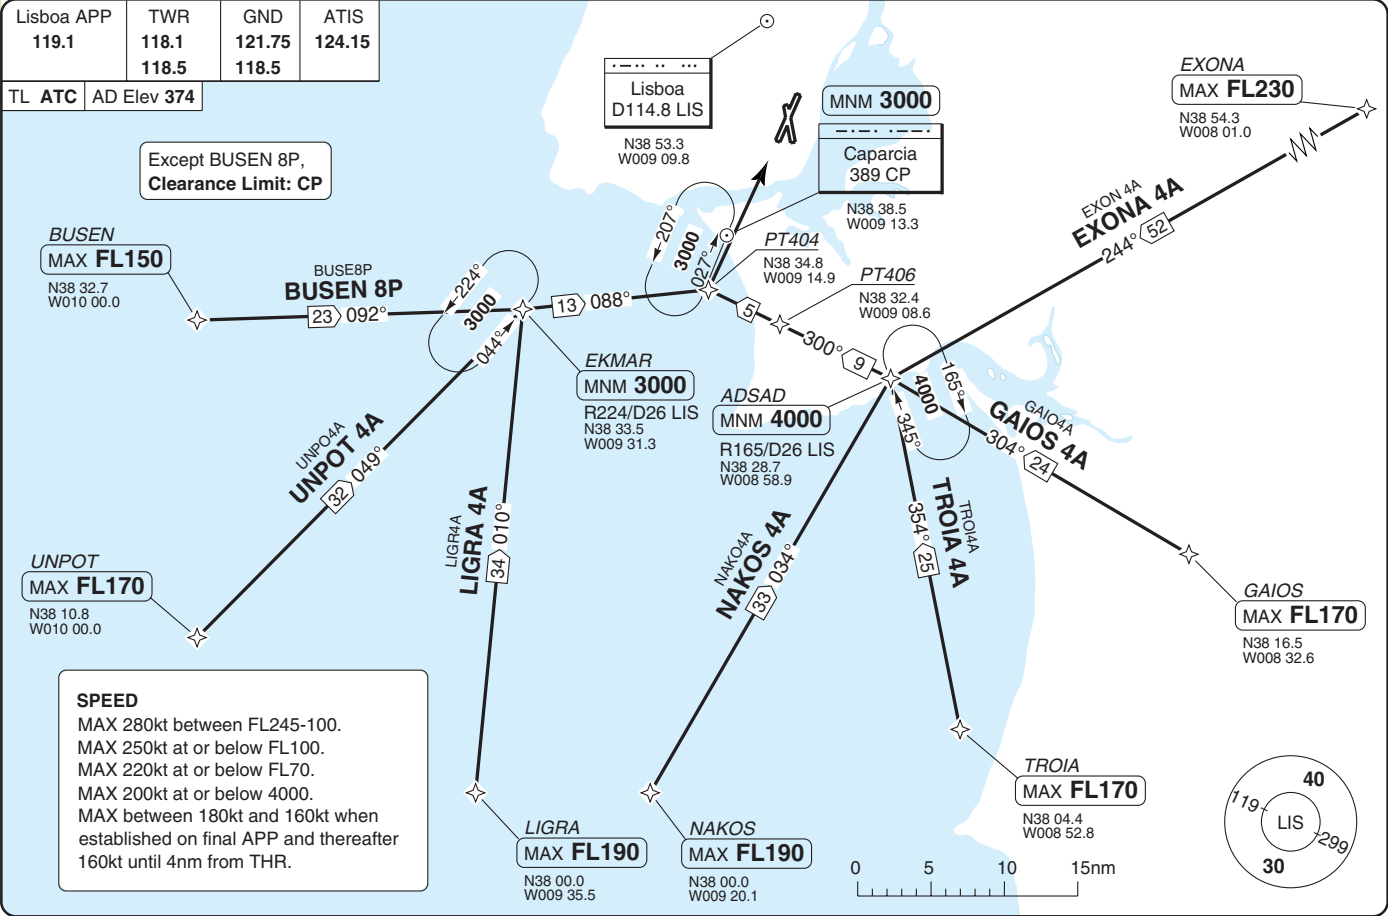 Lisboa APP
119.1
TWR
118.1
118.5
GND
121.75
118.5
ATIS
124.15
TL ATC
AD Elev 374
Except BUSEN 8P,
Clearance Limit: CP
Lisboa
D114.8 LIS
N38 53.3
W009 09.8
MNM 3000
Caparcia
389 CP
N38 38.5
W009 13.3
EXONA
MAX FL230
N38 54.3
W008 01.0
EXON 4A
EXONA 4A
244°
52
BUSEN
MAX FL150
N38 32.7
W010 00.0
BUSE8P
BUSEN 8P
23
092°
224°
3000
044°
13
088°
207°
3000
027°
PT404
N38 34.8
W009 14.9
PT406
N38 32.4
W009 08.6
5
300°
9
EKMAR
MNM 3000
R224/D26 LIS
N38 33.5
W009 31.3
ADSAD
MNM 4000
R165/D26 LIS
N38 28.7
W008 58.9
165°
4000
345°
GAIO4A
GAIOS 4A
304°
24
UNPO4A
UNPOT 4A
32
049°
LIGR4A
LIGRA 4A
34
010°
NAKO4A
NAKOS 4A
33
034°
TROI4A
TROIA 4A
354°
25
UNPOT
MAX FL170
N38 10.8
W010 00.0
GAIOS
MAX FL170
N38 16.5
W008 32.6
SPEED
MAX 280kt between FL245-100.
MAX 250kt at or below FL100.
MAX 220kt at or below FL70.
MAX 200kt at or below 4000.
MAX between 180kt and 160kt when
established on final APP and thereafter
160kt until 4nm from THR.
LIGRA
MAX FL190
N38 00.0
W009 35.5
NAKOS
MAX FL190
N38 00.0
W009 20.1
TROIA
MAX FL170
N38 04.4
W008 52.8
0 5 10 15nm
40
119
LIS
299
30